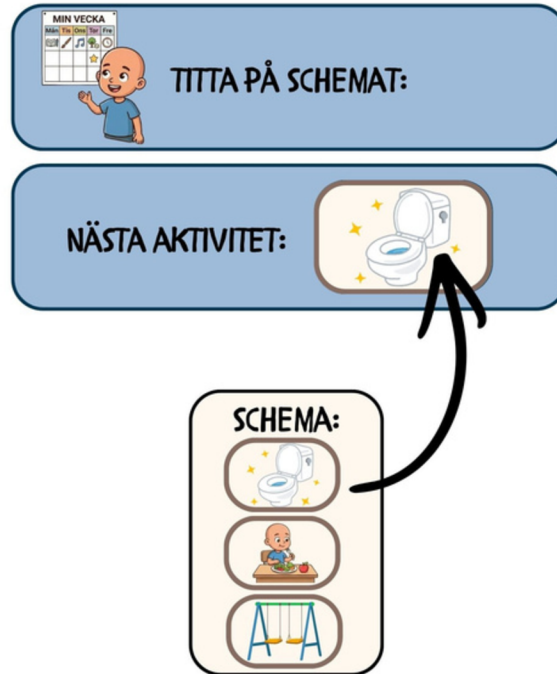 MIN VECKA
Mån Tis Ons Tor Fre
TITTA PÅ SCHEMAT:
NÄSTA AKTIVITET:
SCHEMA: